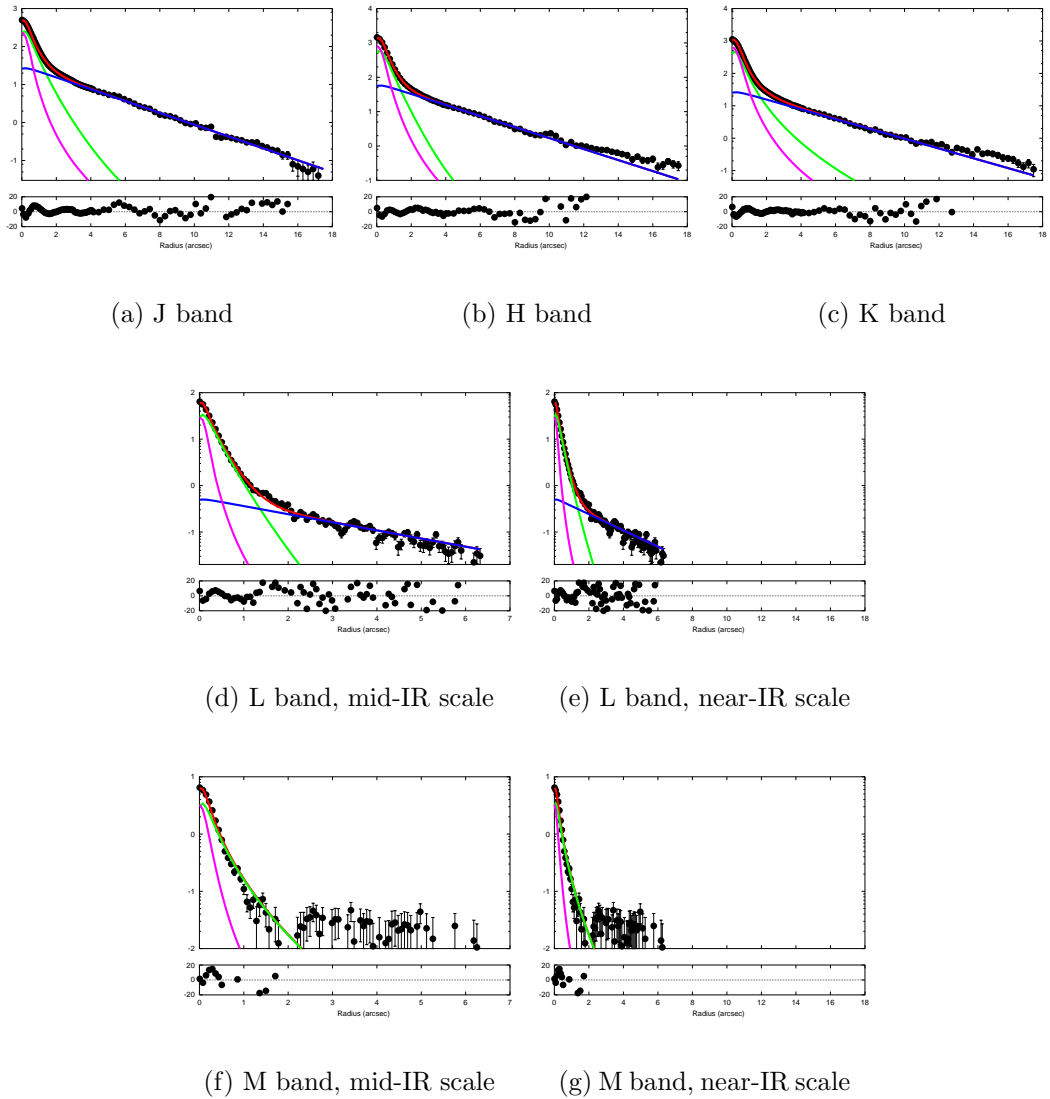 3
2
1
0
-1
20
0
-20
0 2 4 6 8 10 12 14 16 18
Radius (arcsec)
(a) J band
4
3
2
1
0
-1
20
0
-20
0 2 4 6 8 10 12 14 16 18
Radius (arcsec)
(b) H band
4
3
2
1
0
-1
20
0
-20
0 2 4 6 8 10 12 14 16 18
Radius (arcsec)
(c) K band
2
1
0
-1
20
0
-20
0 1 2 3 4 5 6 7
Radius (arcsec)
(d) L band, mid-IR scale
2
1
0
-1
20
0
-20
0 2 4 6 8 10 12 14 16 18
Radius (arcsec)
(e) L band, near-IR scale
1
0
-1
-2
20
0
-20
0 1 2 3 4 5 6 7
Radius (arcsec)
(f) M band, mid-IR scale
1
0
-1
-2
20
0
-20
0 2 4 6 8 10 12 14 16 18
Radius (arcsec)
(g) M band, near-IR scale